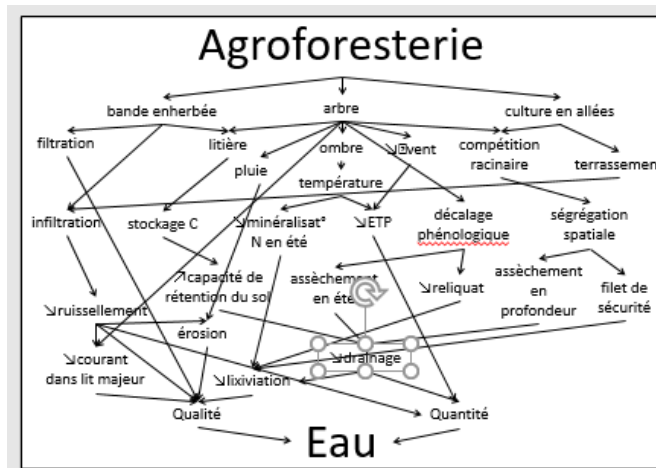 Agroforesterie
bande enherbée
arbre
culture en allées
filtration
litière
ombre
↘vent
compétition
racinaire
pluie
terrassement
température
infiltration
stockage C
↘minéralisat°
N en été
↘ETP
décalage
phénologique
ségrégation
spatiale
↗capacité de
rétention du sol
assèchement
en été
↘reliquat
assèchement
en
profondeur
filet de
sécurité
↘ruissellement
érosion
↘courant
dans lit majeur
↘drainage
↘lixiviation
Qualité
Quantité
Eau